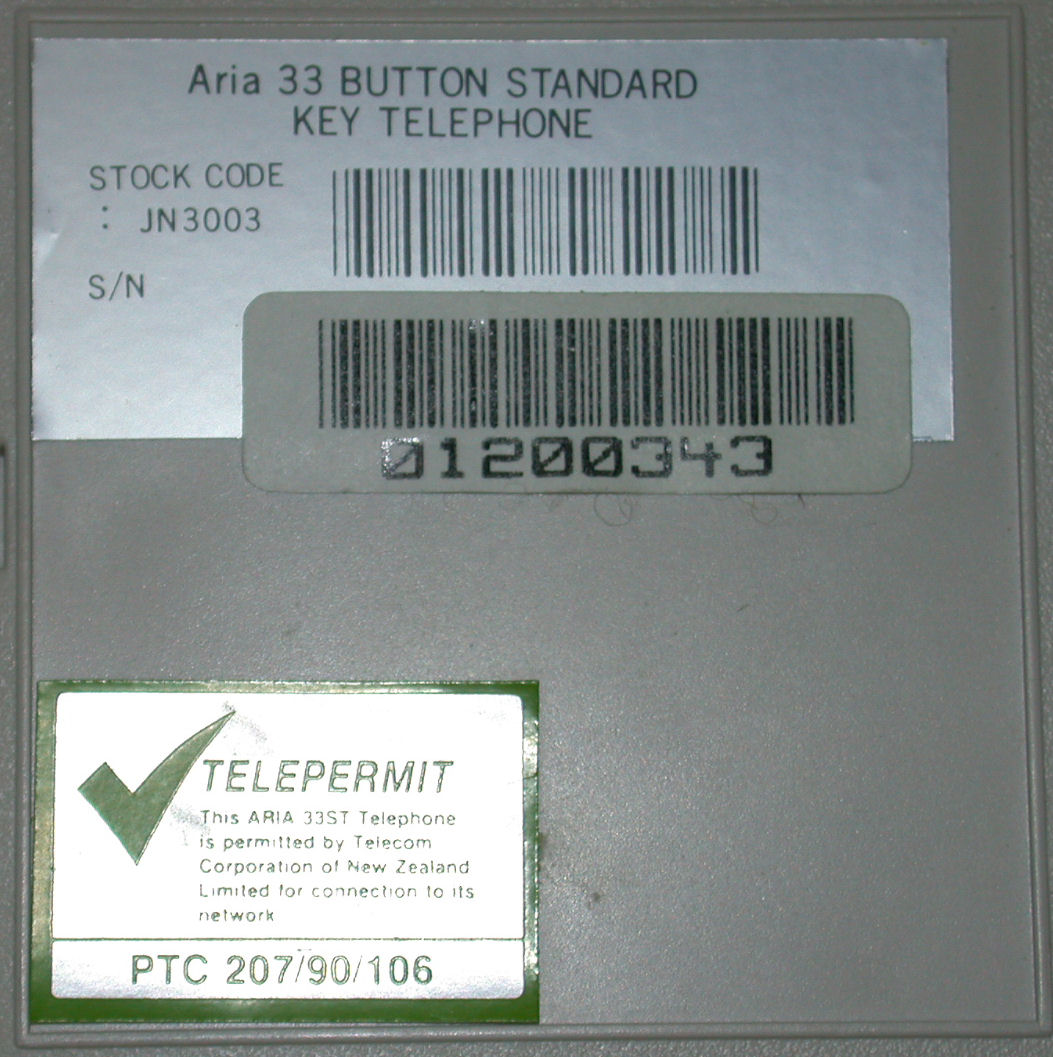 Aria 33 BUTTON STANDARD
KEY TELEPHONE
STOCK CODE
: JN3003
S/N
01200343
TELEPERMIT
This ARIA 33ST Telephone
is permitted by Telecom
Corporation of New Zealand
Limited for connection to its
network
PTC 207/90/106